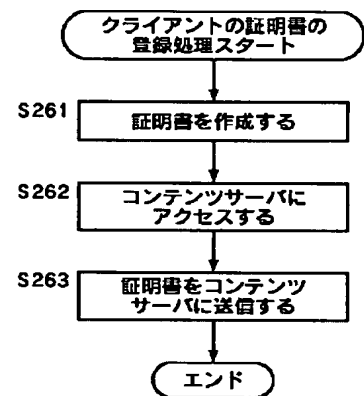 クライアントの証明書の
登録処理スタート
S261
証明書を作成する
S262
コンテンツサーバに
アクセスする
S263
証明書をコンテンツ
サーバに送信する
エンド